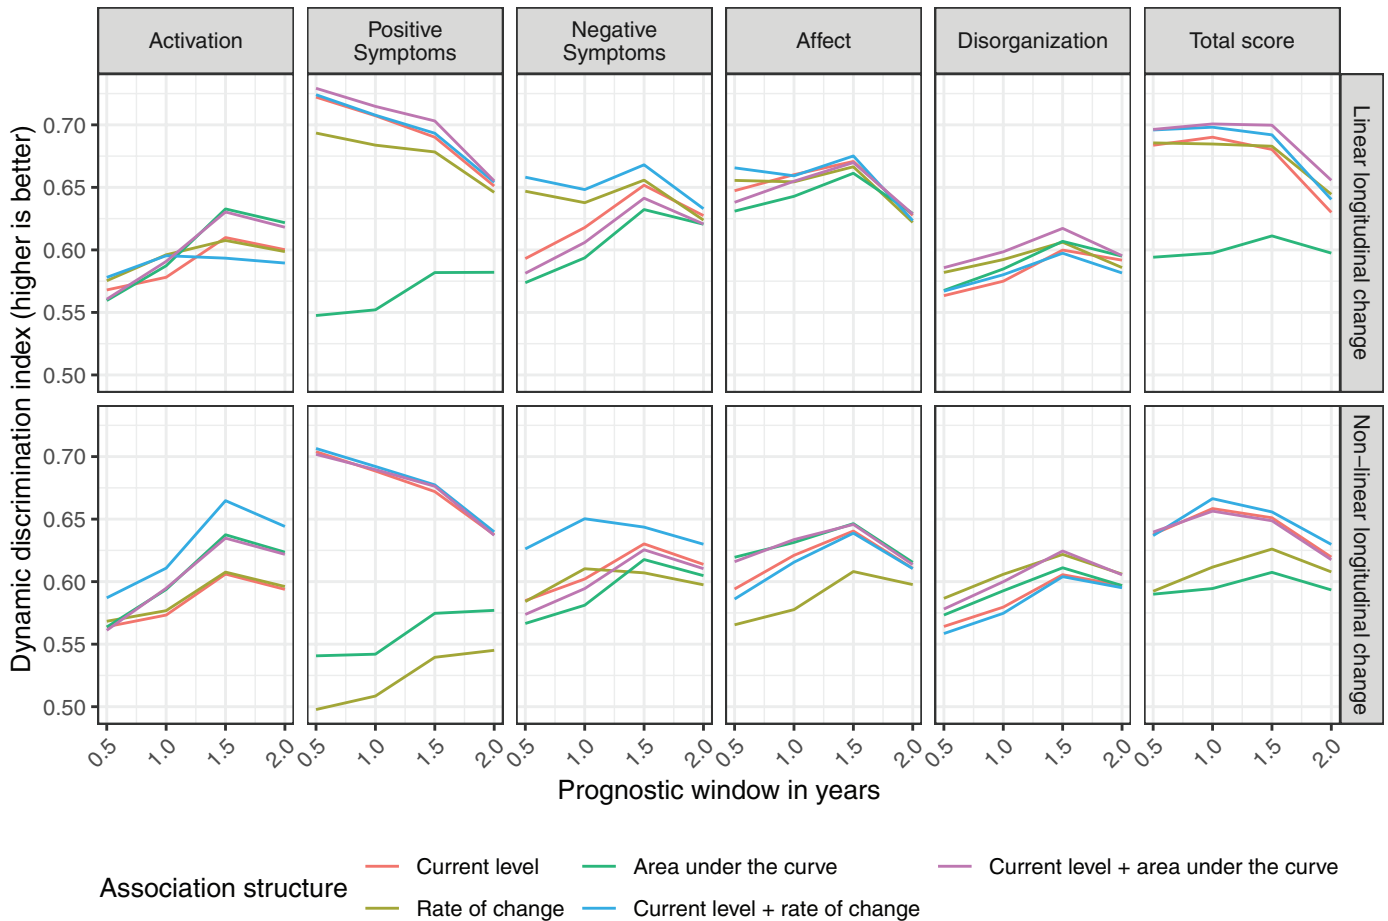 Activation
Positive
Symptoms
Negative
Symptoms
Affect
Disorganization
Total score
Dynamic discrimination index (higher is better)
0.70
0.65
0.60
0.55
0.50
Linear longitudinal change
0.70
0.65
0.60
0.55
0.50
Non−linear longitudinal change
0.5 1.0 1.5 2.0 0.5 1.0 1.5 2.0 0.5 1.0 1.5 2.0 0.5 1.0 1.5 2.0 0.5 1.0 1.5 2.0 0.5 1.0 1.5 2.0
Prognostic window in years
Association structure
Current level
Area under the curve
Current level + area under the curve
Rate of change
Current level + rate of change